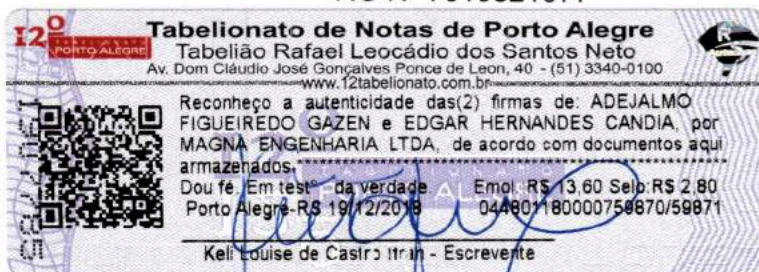 12º
PORTO ALEGRE
Tabelionato de Notas de Porto Alegre
Tabelião Rafael Leocádio dos Santos Neto
Av. Dom Cláudio José Gonçalves Ponce de Leon, 40 - (51) 3340-0100
www.12tabelionato.com.br
Reconheço a autenticidade das(2) firmas de: ADEJALMO
FIGUEIREDO GAZEN e EDGAR HERNANDES CANDIA, por
MAGNA ENGENHARIA LTDA, de acordo com documentos aqui
armazenados.
Dou fé. Em testº da verdade. Emol: R$ 13,60 Selo:R$ 2,80
Porto Alegre-RS 19/12/2018 04480118000075987​0/59871
Keli Louise de Castro - Escrevente